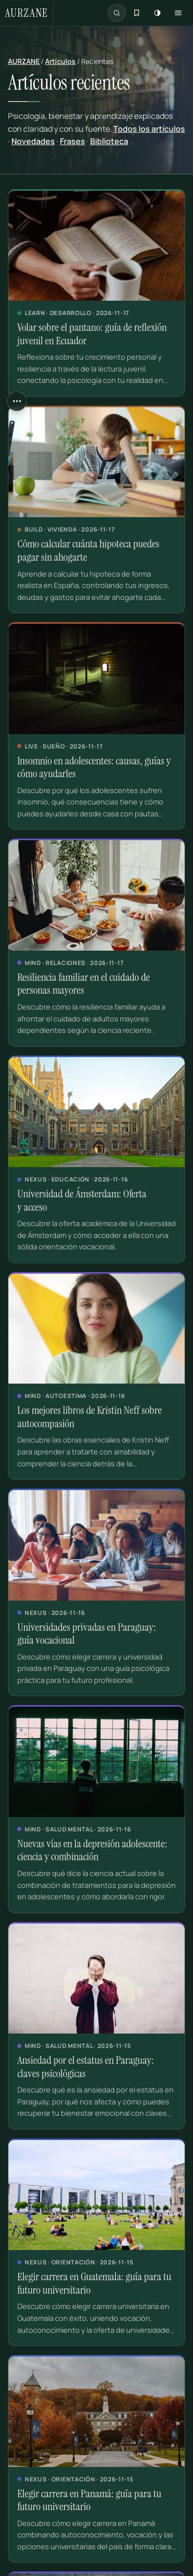 AURZANE
AURZANE / Artículos / Recientes
Artículos recientes
Psicología, bienestar y aprendizaje explicados
con claridad y con su fuente. Todos los artículos
· Novedades · Frases · Biblioteca ·
LEARN · DESARROLLO · 2026-11-17
Volar sobre el pantano: guía de reflexión
juvenil en Ecuador
Reflexiona sobre tu crecimiento personal y
resiliencia a través de la lectura juvenil,
conectando la psicología con tu realidad en…
BUILD · VIVIENDA · 2026-11-17
Cómo calcular cuánta hipoteca puedes
pagar sin ahogarte
Aprende a calcular tu hipoteca de forma
realista en España, controlando tus ingresos,
deudas y gastos para evitar ahogarte cada…
LIVE · SUEÑO · 2026-11-17
Insomnio en adolescentes: causas, guías y
cómo ayudarles
Descubre por qué los adolescentes sufren
insomnio, qué consecuencias tiene y cómo
puedes ayudarles desde casa con pautas…
MIND · RELACIONES · 2026-11-17
Resiliencia familiar en el cuidado de
personas mayores
Descubre cómo la resiliencia familiar ayuda a
afrontar el cuidado de adultos mayores
dependientes según la ciencia reciente.
NEXUS · EDUCACIÓN · 2026-11-16
Universidad de Ámsterdam: Oferta
y acceso
Descubre la oferta académica de la Universidad
de Ámsterdam y cómo acceder a ella con una
sólida orientación vocacional.
MIND · AUTOESTIMA · 2026-11-16
Los mejores libros de Kristin Neff sobre
autocompasión
Descubre las obras esenciales de Kristin Neff
para aprender a tratarte con amabilidad y
comprender la ciencia detrás de la…
NEXUS · 2026-11-16
Universidades privadas en Paraguay:
guía vocacional
Descubre cómo elegir carrera y universidad
privada en Paraguay con una guía psicológica
práctica para tu futuro profesional.
MIND · SALUD MENTAL · 2026-11-16
Nuevas vías en la depresión adolescente:
ciencia y combinación
Descubre qué dice la ciencia actual sobre la
combinación de tratamientos para la depresión
en adolescentes y cómo abordarla con rigor.
MIND · SALUD MENTAL · 2026-11-15
Ansiedad por el estatus en Paraguay:
claves psicológicas
Descubre qué es la ansiedad por el estatus en
Paraguay, por qué nos afecta y cómo puedes
recuperar tu bienestar emocional con claves…
NEXUS · ORIENTACIÓN · 2026-11-15
Elegir carrera en Guatemala: guía para tu
futuro universitario
Descubre cómo elegir carrera universitaria en
Guatemala con éxito, uniendo vocación,
autoconocimiento y la oferta de universidade…
NEXUS · ORIENTACIÓN · 2026-11-15
Elegir carrera en Panamá: guía para tu
futuro universitario
Descubre cómo elegir carrera en Panamá
combinando autoconocimiento, vocación y las
opciones universitarias del país de forma clara…